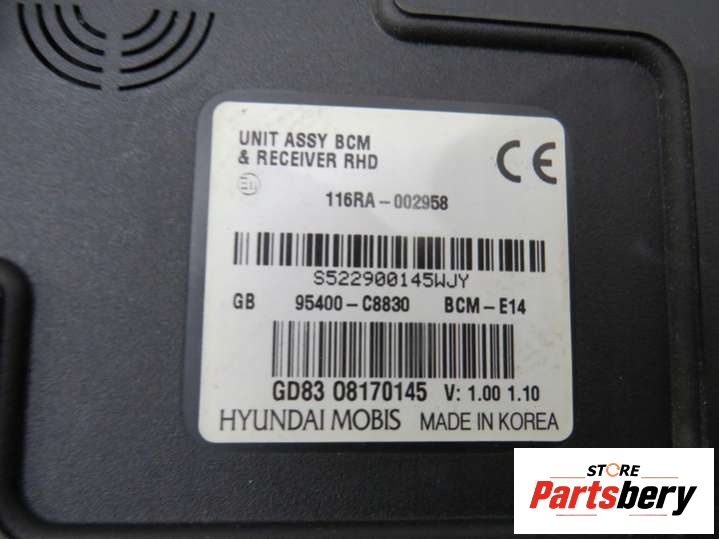 UNIT ASSY BCM
& RECEIVER RHD
CE
116RA-002958
S522900145WJY
GB 95400-C8830 BCM-E14
GD83 08170145 V: 1.00 1.10
HYUNDAI MOBIS MADE IN KOREA
STORE
Partsbery